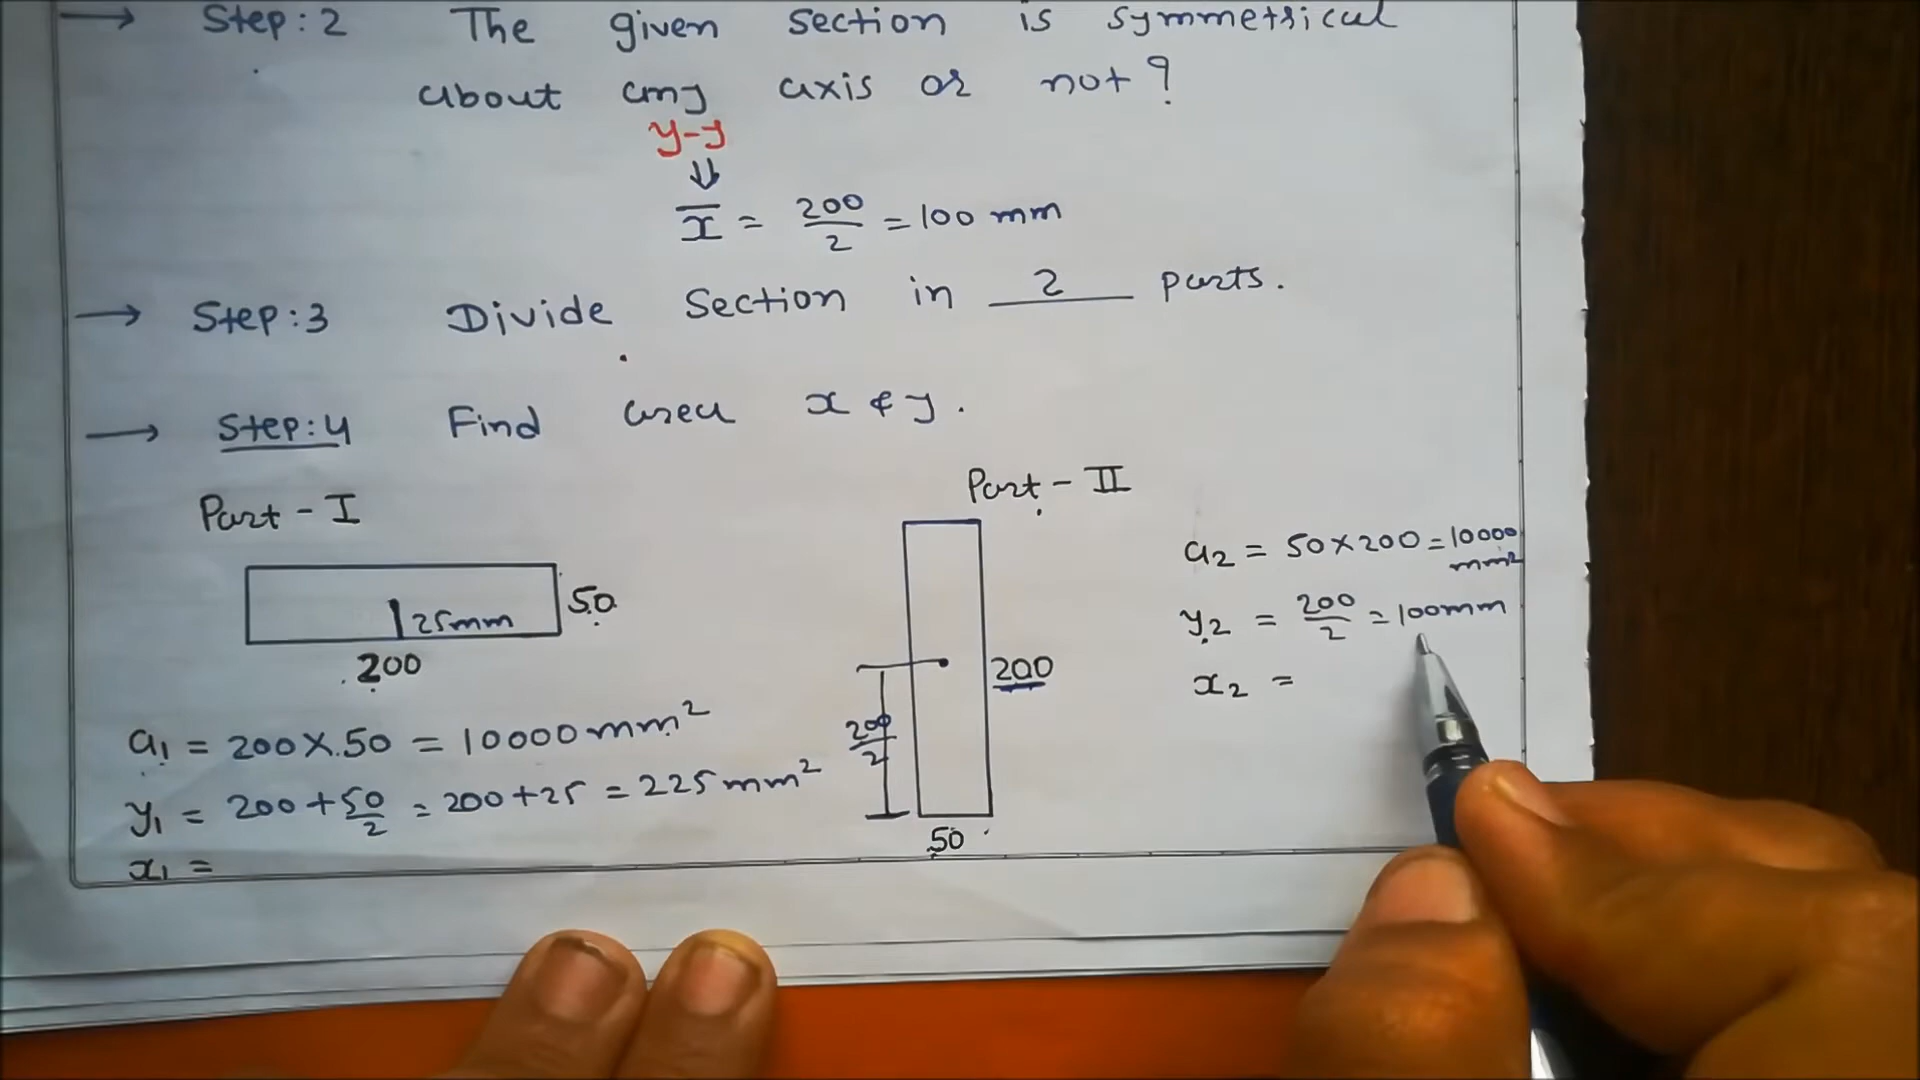 → Step:2 The given section is symmetrical
about any axis or not?
y-y
⇓
x̅ = 200/2 = 100 mm
→ Step:3 Divide Section in 2 parts.
→ Step:4 Find area x & y.
Part - I
50
25mm
200
a₁ = 200×50 = 10000 mm²
y₁ = 200+50/2 = 200+25 = 225 mm²
x₁ =
Part - II
200
200/2
50
a₂ = 50×200 = 10000
mm²
y₂ = 200/2 = 100mm
x₂ =